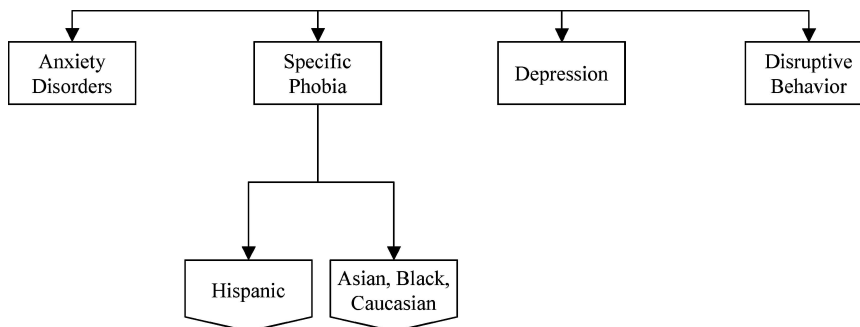 Anxiety
Disorders
Specific
Phobia
Depression
Disruptive
Behavior
Hispanic
Asian, Black,
Caucasian